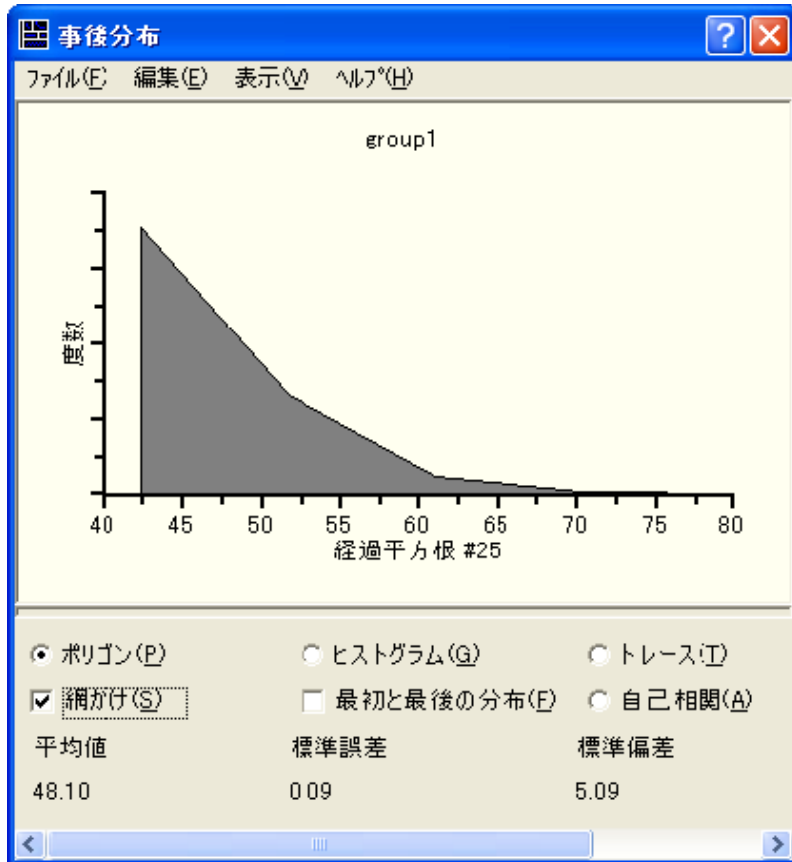 事後分布
ファイル(F) 編集(E) 表示(V) ヘルプ(H)
group1
度数
40 45 50 55 60 65 70 75 80
経過平方根 #25
ポリゴン(P) ヒストグラム(G) トレース(T)
網かけ(S) 最初と最後の分布(F) 自己相関(A)
平均値 標準誤差 標準偏差
48.10 0.09 5.09